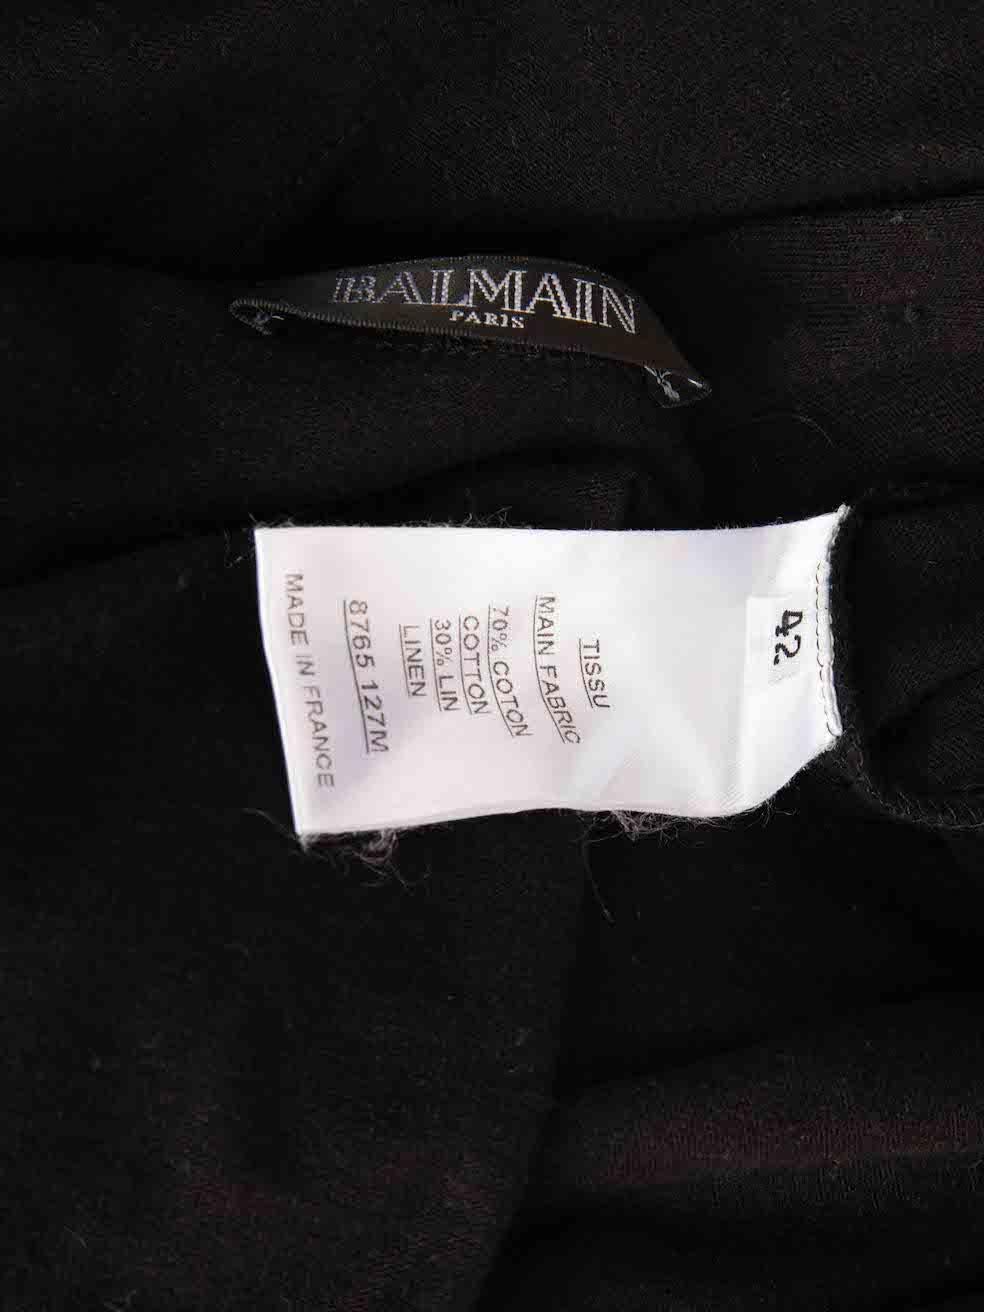 BALMAIN
PARIS
42
TISSU
MAIN FABRIC
70% COTON
COTTON
30% LIN
LINEN
8765 127M
MADE IN FRANCE